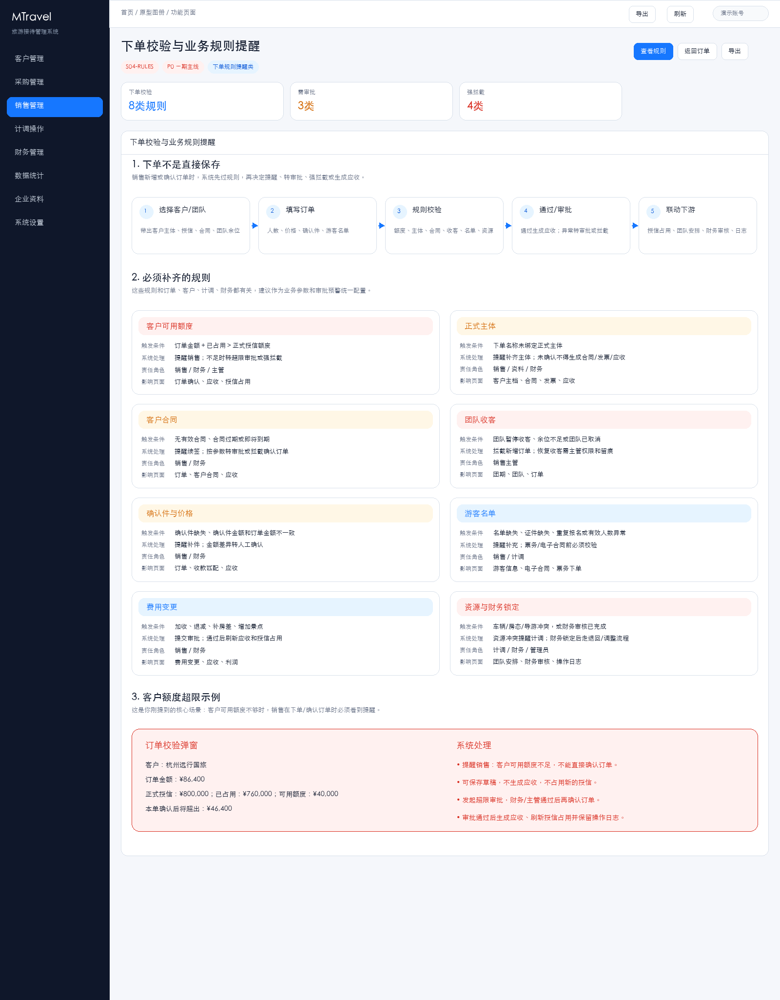 MTravel
旅游接待管理系统
客户管理
采购管理
销售管理
计调操作
财务管理
数据统计
企业资料
系统设置
首页 / 原型图册 / 功能页面
导出
刷新
演示账号
下单校验与业务规则提醒
查看规则
返回订单
导出
S04-RULES
P0 一期主线
下单规则提醒类
下单校验
8类规则
需审批
3类
强拦截
4类
下单校验与业务规则提醒
1. 下单不是直接保存
销售新增或确认订单时，系统先过规则，再决定提醒、转审批、强拦截或生成应收。
1
选择客户/团队
带出客户主体、授信、合同、团队余位
2
填写订单
人数、价格、确认件、游客名单
3
规则校验
额度、主体、合同、收客、名单、资源
4
通过/审批
通过生成应收；异常转审批或拦截
5
联动下游
授信占用、团队安排、财务审核、日志
2. 必须补齐的规则
这些规则和订单、客户、计调、财务都有关，建议作为业务参数和审批预警统一配置。
客户可用额度
触发条件 订单金额 + 已占用 > 正式授信额度
系统处理 提醒销售；不足时转超限审批或强拦截
责任角色 销售 / 财务 / 主管
影响页面 订单确认、应收、授信占用
正式主体
触发条件 下单名称未绑定正式主体
系统处理 提醒补齐主体；未确认不得生成合同/发票/应收
责任角色 销售 / 资料 / 财务
影响页面 客户主档、合同、发票、应收
客户合同
触发条件 无有效合同、合同过期或即将到期
系统处理 提醒续签；按参数转审批或拦截确认订单
责任角色 销售 / 财务
影响页面 订单、客户合同、应收
团队收客
触发条件 团队暂停收客、余位不足或团队已取消
系统处理 拦截新增订单；恢复收客需主管权限和留痕
责任角色 销售主管
影响页面 团期、团队、订单
确认件与价格
触发条件 确认件缺失、确认件金额和订单金额不一致
系统处理 提醒补件；金额差异转人工确认
责任角色 销售 / 财务
影响页面 订单、收款匹配、应收
游客名单
触发条件 名单缺失、证件缺失、重复报名或有效人数异常
系统处理 提醒补充；票务/电子合同前必须校验
责任角色 销售 / 计调
影响页面 游客信息、电子合同、票务下单
费用变更
触发条件 加收、退减、补房差、增加景点
系统处理 提交审批；通过后刷新应收和授信占用
责任角色 销售 / 财务
影响页面 费用变更、应收、利润
资源与财务锁定
触发条件 车辆/房态/导游冲突，或财务审核已完成
系统处理 资源冲突提醒计调；财务锁定后走退回/调整流程
责任角色 计调 / 财务 / 管理员
影响页面 团队安排、财务审核、操作日志
3. 客户额度超限示例
这是你刚提到的核心场景：客户可用额度不够时，销售在下单/确认订单时必须看到提醒。
订单校验弹窗
客户：杭州远行国旅
订单金额：¥86,400
正式授信：¥800,000；已占用：¥760,000；可用额度：¥40,000
本单确认后将超出：¥46,400
系统处理
• 提醒销售：客户可用额度不足，不能直接确认订单。
• 可保存草稿，不生成应收，不占用新的授信。
• 发起超限审批，财务/主管通过后再确认订单。
• 审批通过后生成应收、刷新授信占用并保留操作日志。